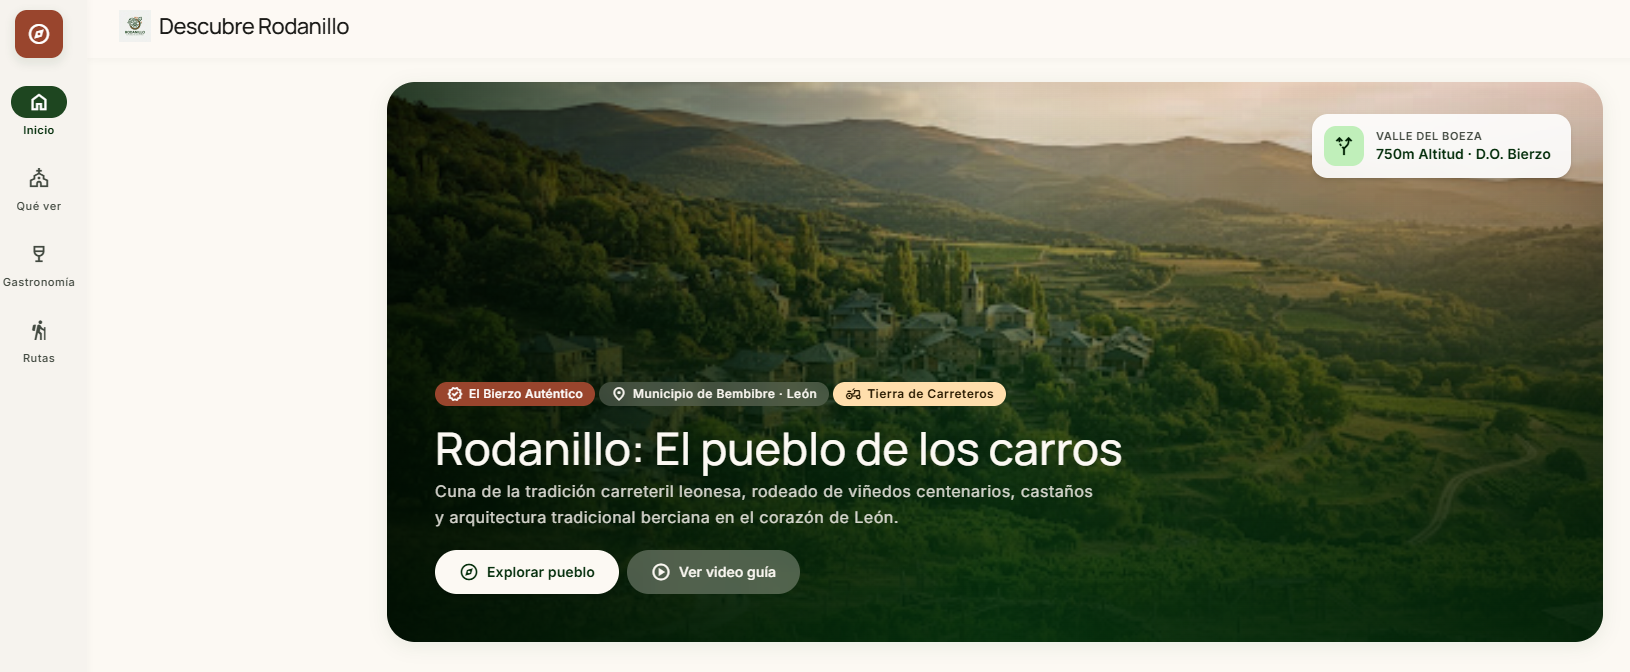 RODANILLO
Descubre Rodanillo
Inicio
Qué ver
Gastronomía
Rutas
VALLE DEL BOEZA
750m Altitud · D.O. Bierzo
El Bierzo Auténtico
Municipio de Bembibre · León
Tierra de Carreteros
Rodanillo: El pueblo de los carros
Cuna de la tradición carreteril leonesa, rodeado de viñedos centenarios, castaños
y arquitectura tradicional berciana en el corazón de León.
Explorar pueblo
Ver video guía